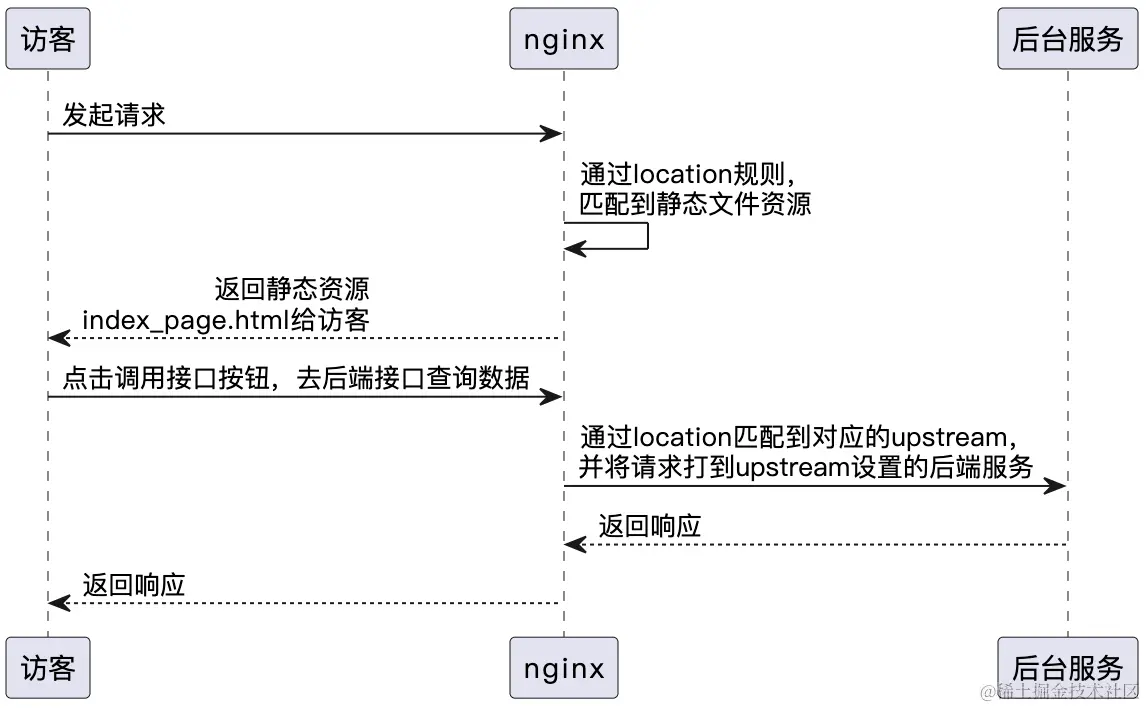 访客
nginx
后台服务
发起请求
通过location规则，
匹配到静态文件资源
返回静态资源
index_page.html给访客
点击调用接口按钮，去后端接口查询数据
通过location匹配到对应的upstream，
并将请求打到upstream设置的后端服务
返回响应
返回响应
访客
nginx
后台服务
@稀土掘金技术社区